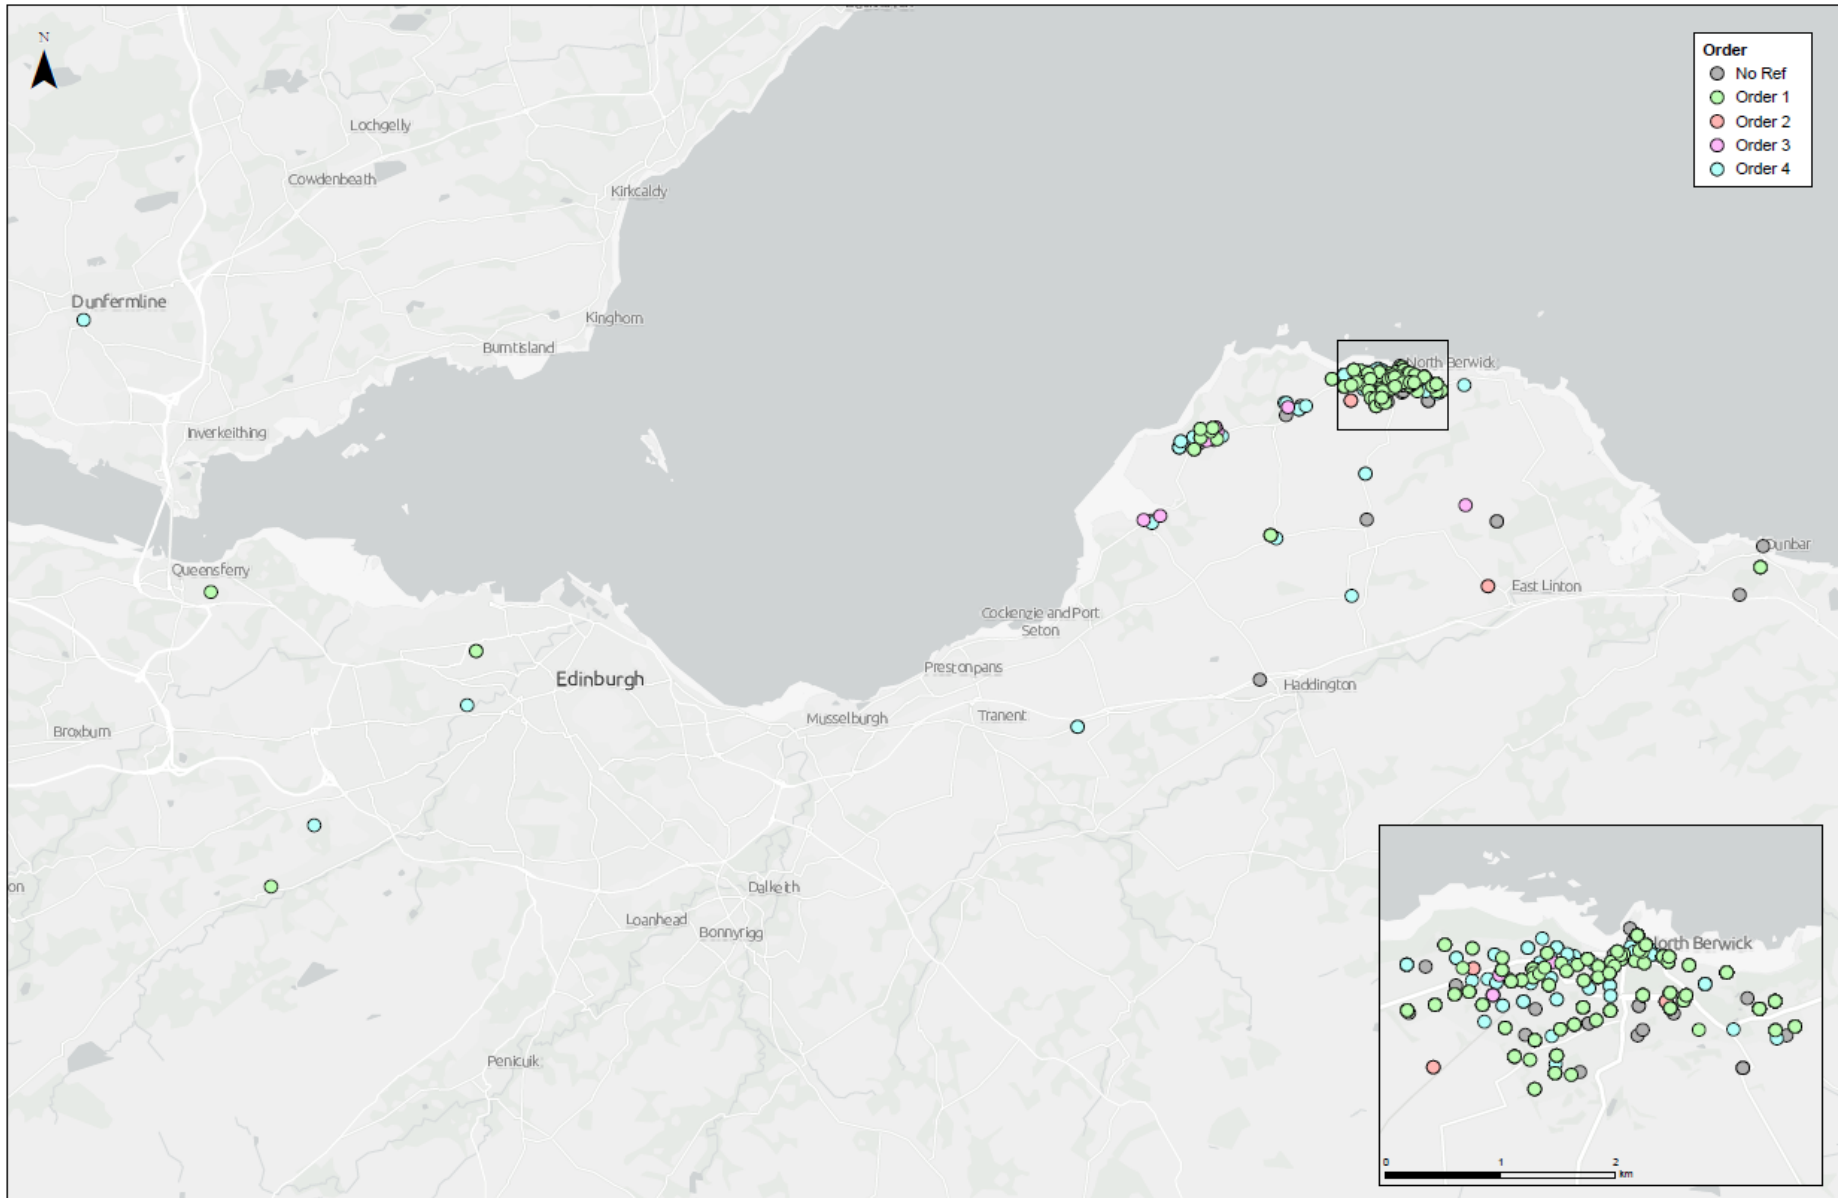 N
Order
No Ref
Order 1
Order 2
Order 3
Order 4
Lochgelly
Cowdenbeath
Kirkcaldy
Dunfermline
Kinghorn
Burntisland
North Berwick
Inverkeithing
Dunbar
Queensferry
East Linton
Cockenzie and Port
Seton
Prestonpans
Edinburgh
Haddington
Musselburgh
Tranent
Broxburn
on
Dalkeith
Loanhead
Bonnyrigg
North Berwick
Penicuik
0 1 2
km